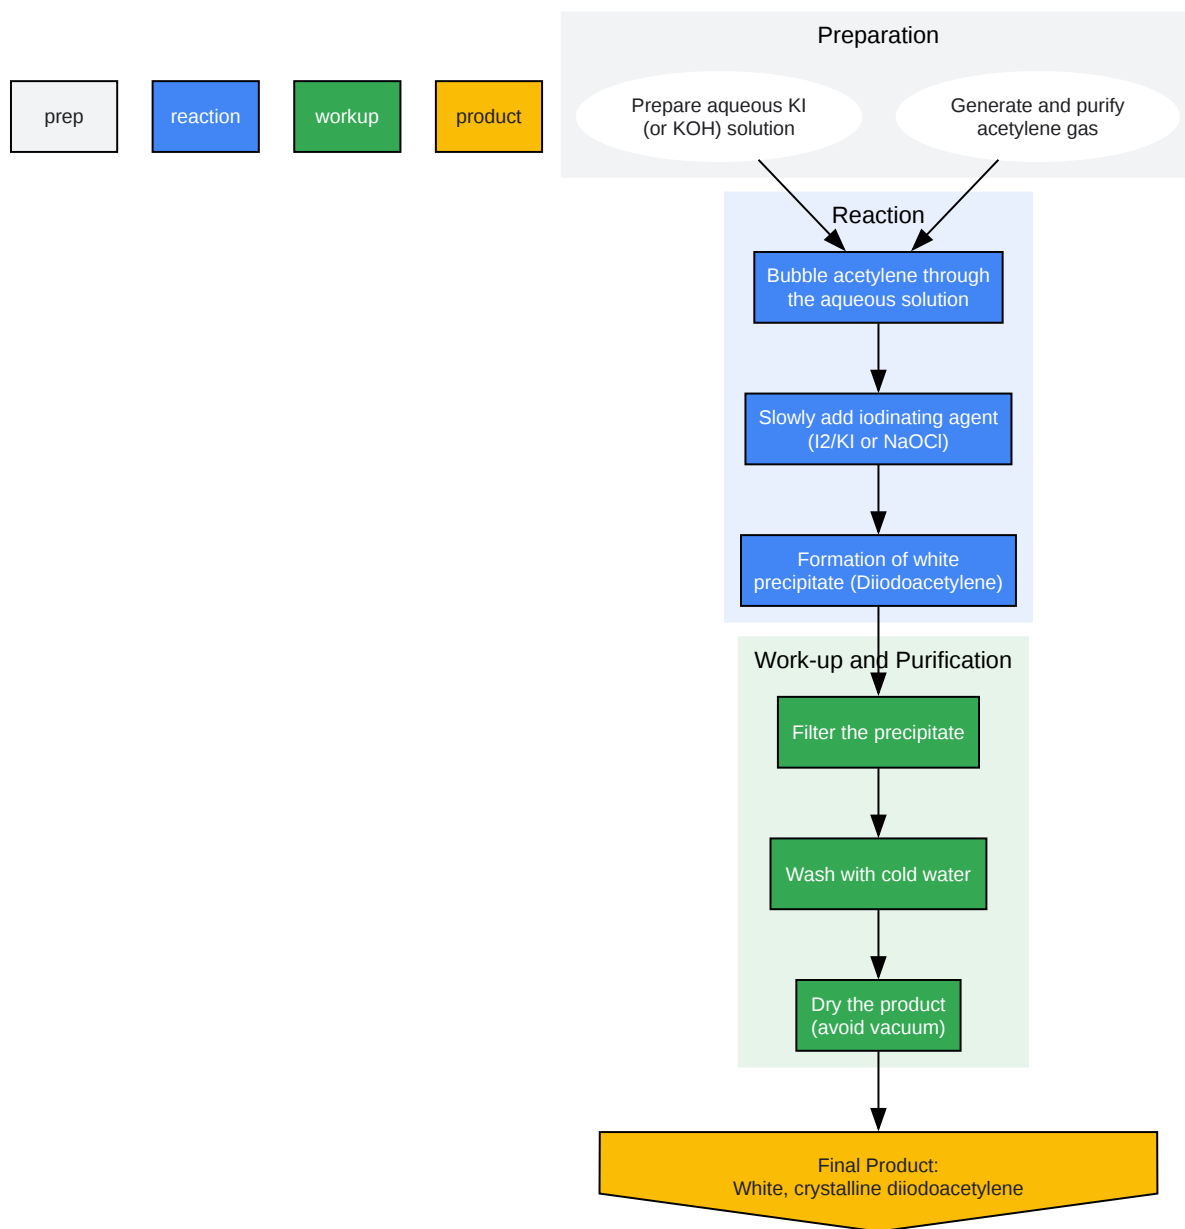 Preparation
prep
reaction
workup
product
Prepare aqueous KI
(or KOH) solution
Generate and purify
acetylene gas
Reaction
Bubble acetylene through
the aqueous solution
Slowly add iodinating agent
(I2/KI or NaOCl)
Formation of white
precipitate (Diiodoacetylene)
Work-up and Purification
Filter the precipitate
Wash with cold water
Dry the product
(avoid vacuum)
Final Product:
White, crystalline diiodoacetylene